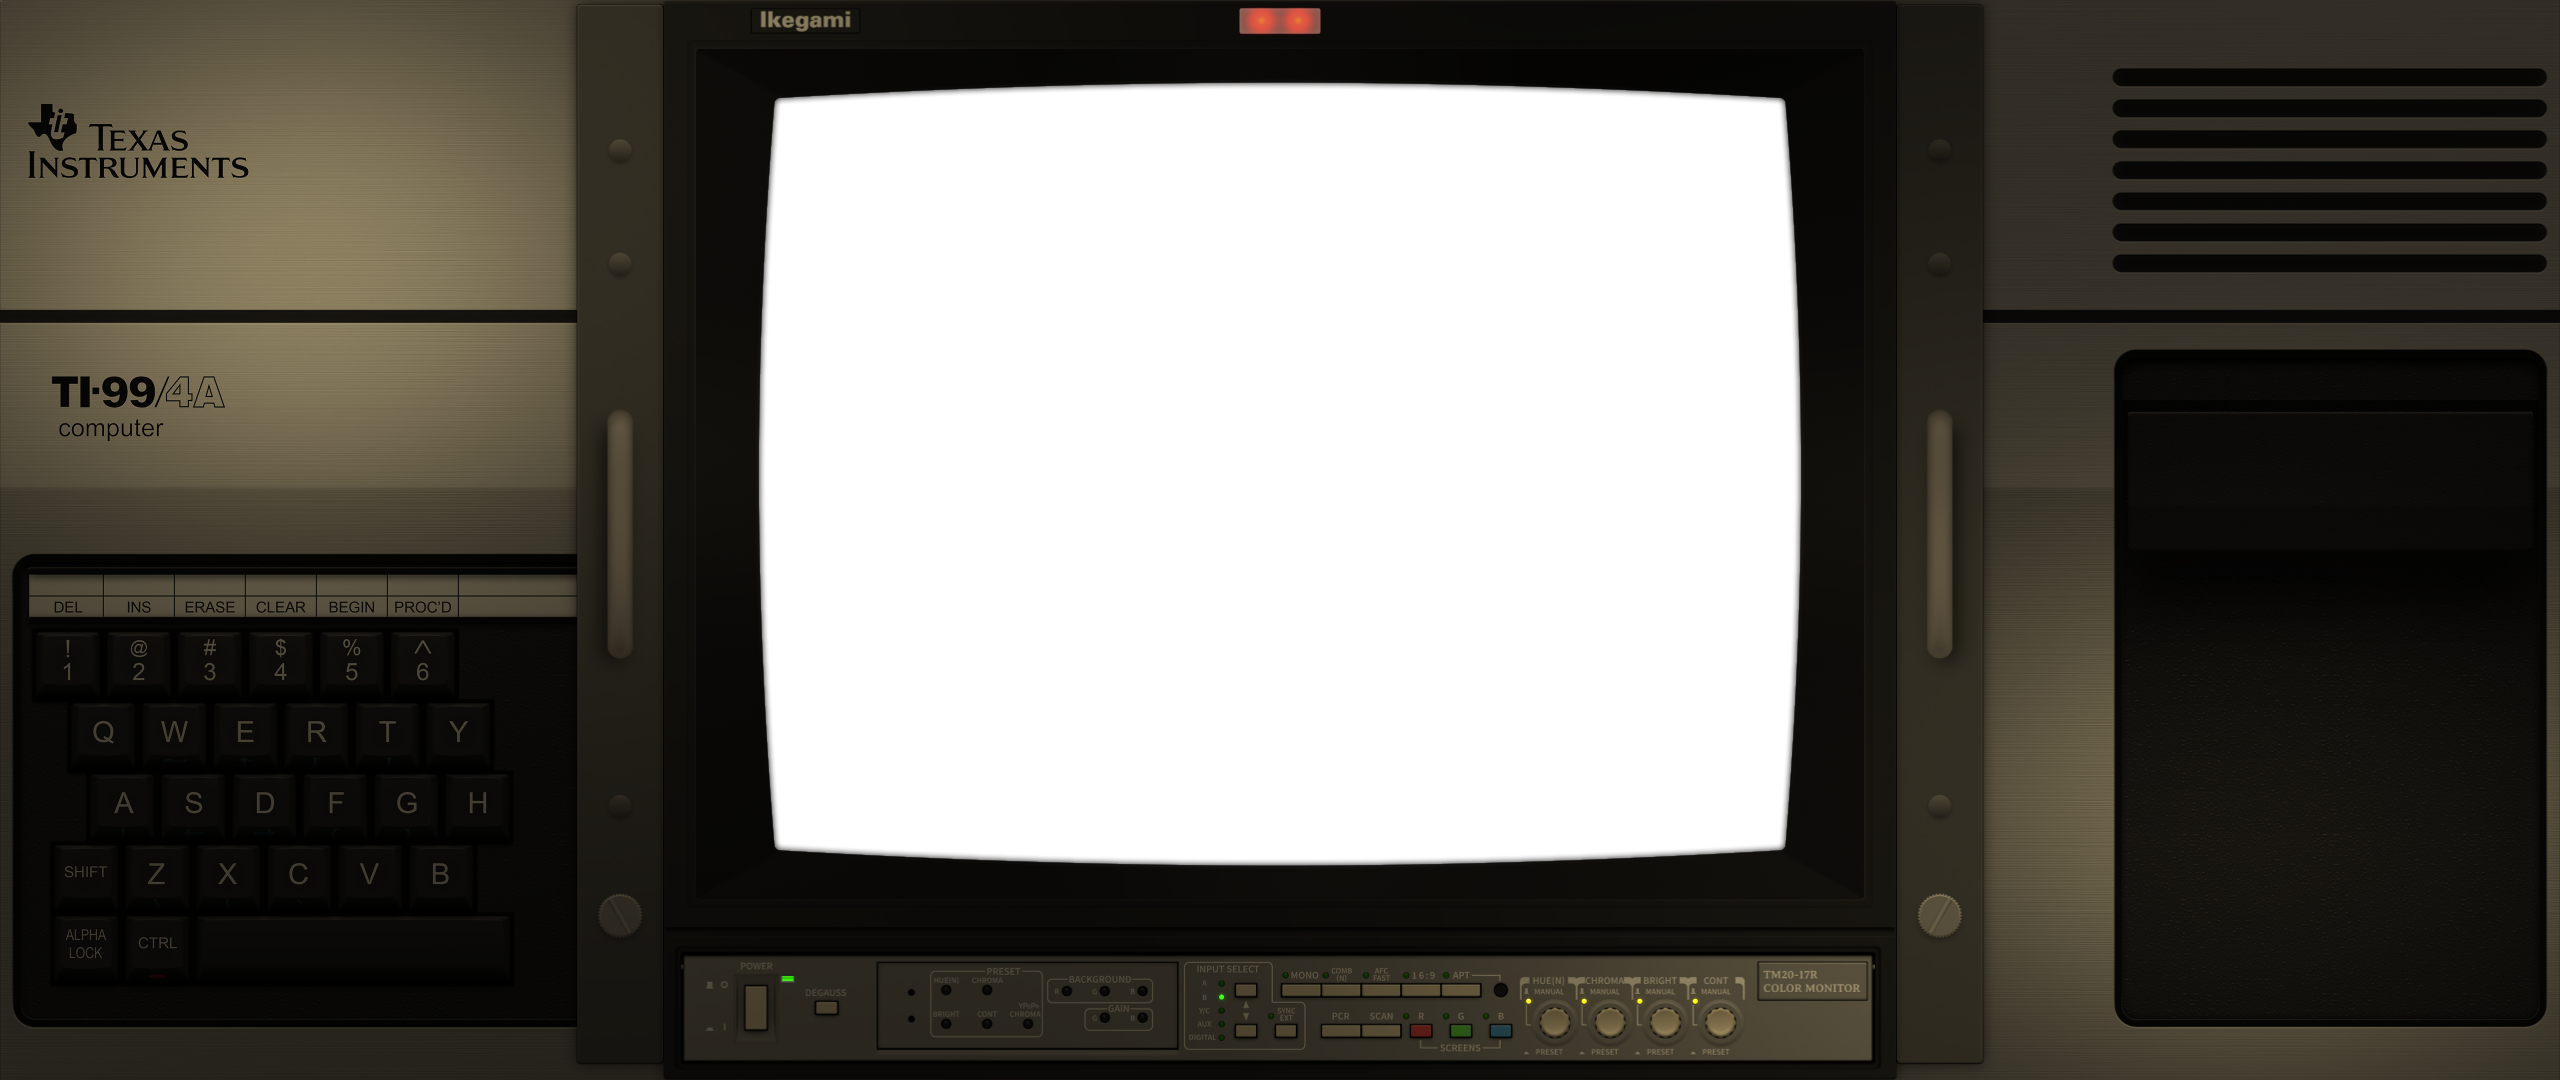 Ikegami
TEXAS
INSTRUMENTS
TI-99/4A
computer
DEL INS ERASE CLEAR BEGIN PROC'D
! @ # $ % ^
1 2 3 4 5 6
Q W E R T Y
A S D F G H
SHIFT Z X C V B
ALPHA
LOCK
CTRL
POWER
DEGAUSS
PRESET
HUE(N) CHROMA
BRIGHT CONT
YPbPr
CHROMA
BACKGROUND
R G B
GAIN
G B
INPUT SELECT
A
B
Y/C
AUX
DIGITAL
SYNC
EXT
MONO
COMB
(N)
AFC
FAST
16:9
APT
PCR SCAN R G B
SCREENS
HUE(N) CHROMA BRIGHT CONT
MANUAL MANUAL MANUAL MANUAL
PRESET PRESET PRESET PRESET
TM20-17R
COLOR MONITOR